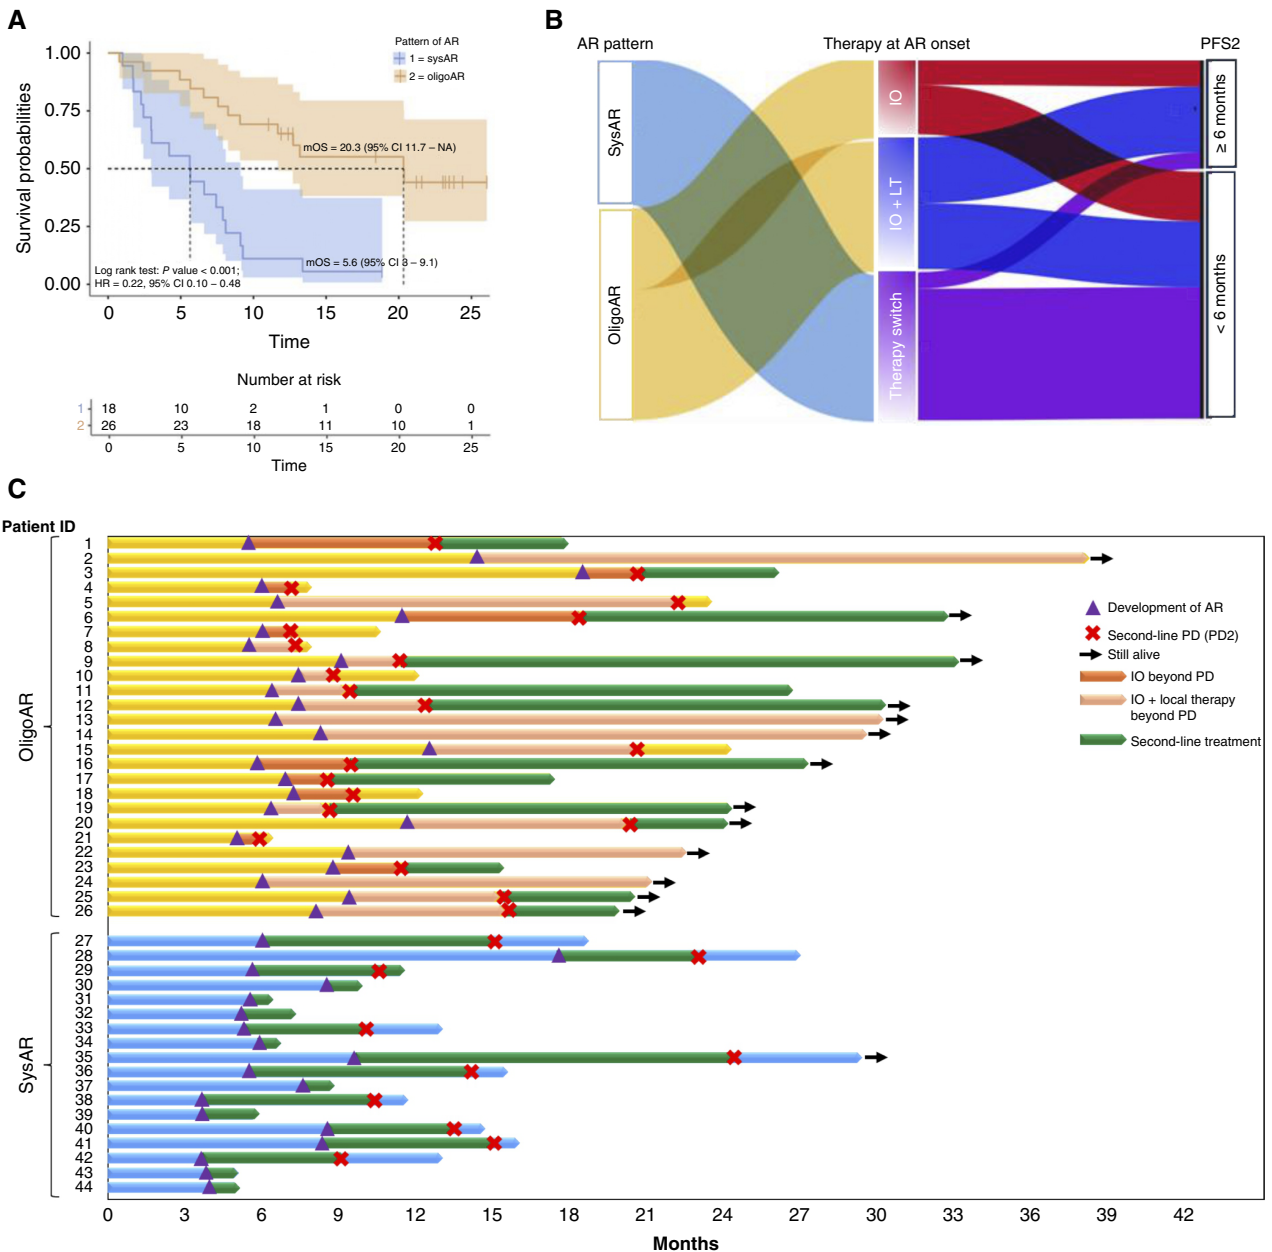 A
Pattern of AR
1 = sysAR
2 = oligoAR
Survival probabilities
1.00
0.75
0.50
0.25
0.00
mOS = 20.3 (95% CI 11.7 – NA)
mOS = 5.6 (95% CI 3 – 9.1)
Log rank test: P value < 0.001;
HR = 0.22, 95% CI 0.10 – 0.48
0 5 10 15 20 25
Time
Number at risk
1 18 10 2 1 0 0
2 26 23 18 11 10 1
0 5 10 15 20 25
Time
B
AR pattern
Therapy at AR onset
PFS2
SysAR
OligoAR
IO
IO + LT
Therapy switch
≥ 6 months
< 6 months
C
Patient ID
OligoAR
1
2
3
4
5
6
7
8
9
10
11
12
13
14
15
16
17
18
19
20
21
22
23
24
25
26
SysAR
27
28
29
30
31
32
33
34
35
36
37
38
39
40
41
42
43
44
Development of AR
Second-line PD (PD2)
Still alive
IO beyond PD
IO + local therapy
beyond PD
Second-line treatment
0 3 6 9 12 15 18 21 24 27 30 33 36 39 42
Months